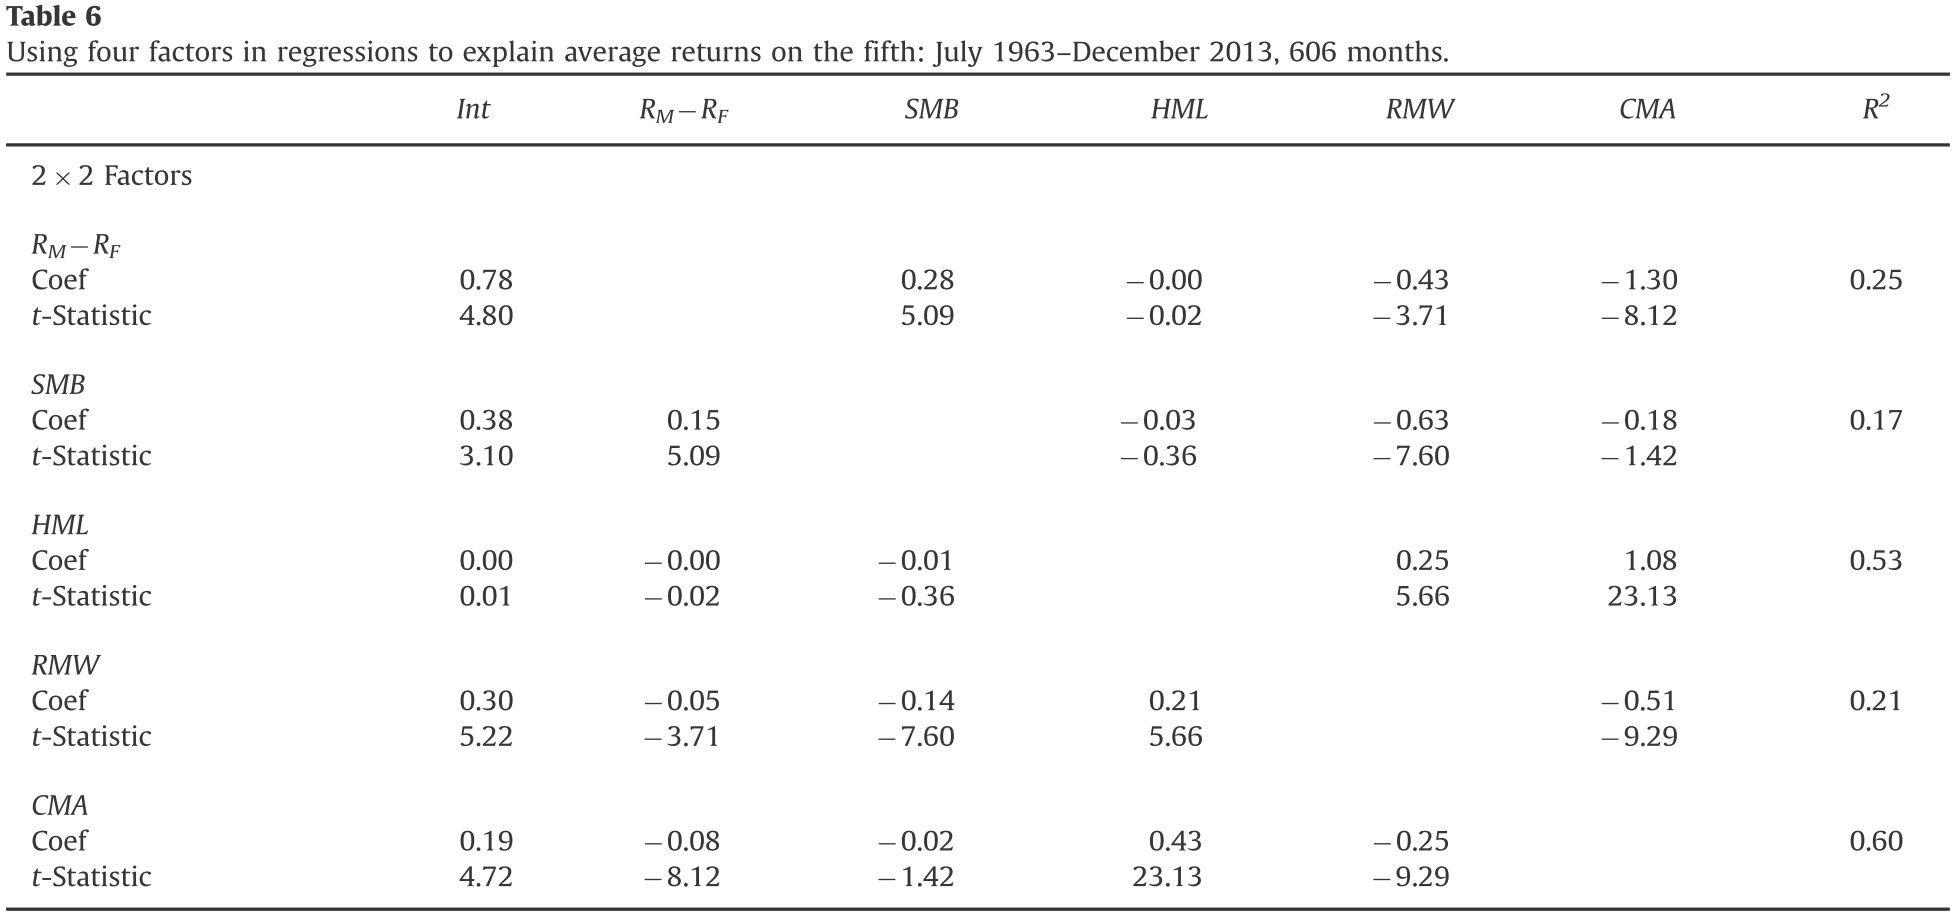 Table 6
Using four factors in regressions to explain average returns on the fifth: July 1963–December 2013, 606 months.
Int R_M − R_F SMB HML RMW CMA R²
2 × 2 Factors
R_M − R_F
Coef 0.78 0.28 −0.00 −0.43 −1.30 0.25
t-Statistic 4.80 5.09 −0.02 −3.71 −8.12
SMB
Coef 0.38 0.15 −0.03 −0.63 −0.18 0.17
t-Statistic 3.10 5.09 −0.36 −7.60 −1.42
HML
Coef 0.00 −0.00 −0.01 0.25 1.08 0.53
t-Statistic 0.01 −0.02 −0.36 5.66 23.13
RMW
Coef 0.30 −0.05 −0.14 0.21 −0.51 0.21
t-Statistic 5.22 −3.71 −7.60 5.66 −9.29
CMA
Coef 0.19 −0.08 −0.02 0.43 −0.25 0.60
t-Statistic 4.72 −8.12 −1.42 23.13 −9.29